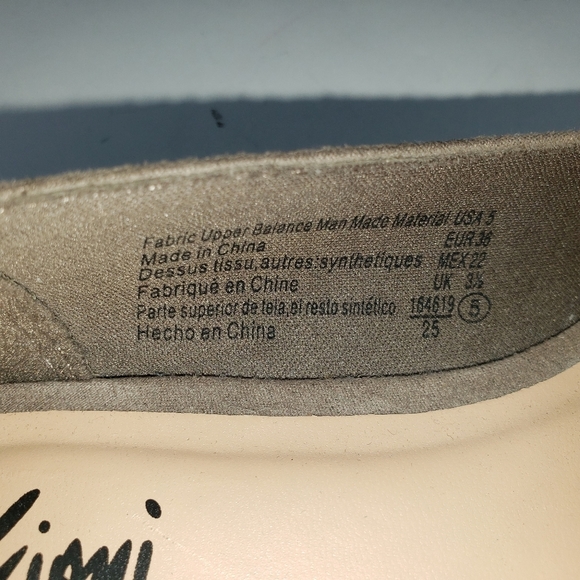 Fabric Upper Balance Man Made Material USA 5
Made in China EUR 36
Dessus tissu, autres: synthetiques MEX 22
Fabriqué en Chine UK 3½
Parte superior de tela, el resto sintético 164619 5
Hecho en China 25